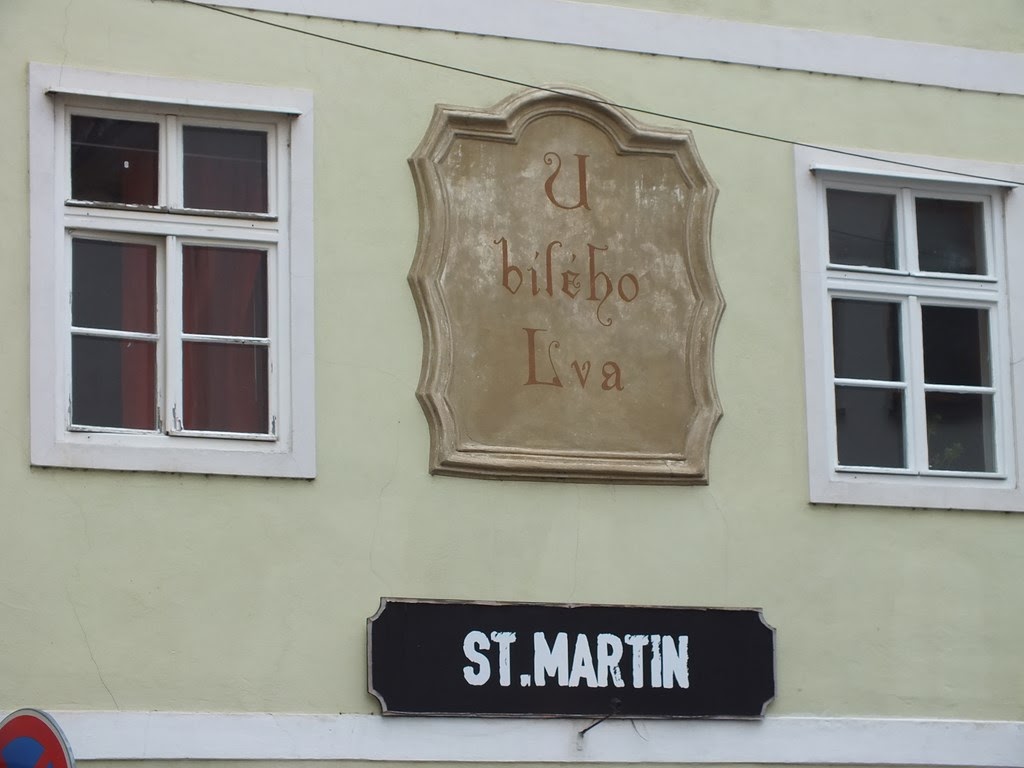 U
bílého
Lva
ST. MARTIN